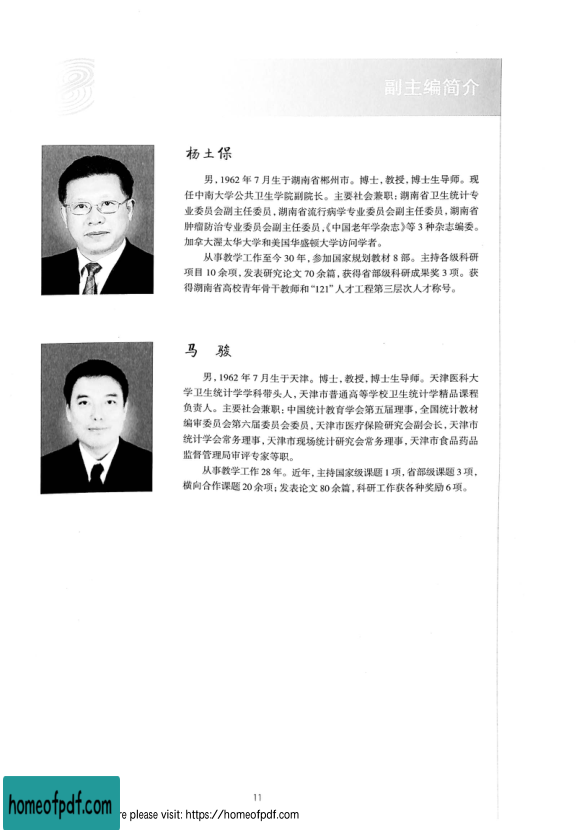 副主编简介
杨土保
男,1962 年 7 月生于湖南省郴州市。博士,教授,博士生导师。现
任中南大学公共卫生学院副院长。主要社会兼职:湖南省卫生统计专
业委员会副主任委员,湖南省流行病学专业委员会副主任委员,湖南省
肿瘤防治专业委员会副主任委员,《中国老年学杂志》等 3 种杂志编委。
加拿大渥太华大学和美国华盛顿大学访问学者。
从事教学工作至今 30 年,参加国家规划教材 8 部。主持各级科研
项目 10 余项,发表研究论文 70 余篇,获得省部级科研成果奖 3 项。获
得湖南省高校青年骨干教师和“121”人才工程第三层次人才称号。
马 骏
男,1962 年 7 月生于天津。博士,教授,博士生导师。天津医科大
学卫生统计学学科带头人,天津市普通高等学校卫生统计学精品课程
负责人。主要社会兼职:中国统计教育学会第五届理事,全国统计教材
编审委员会第六届委员会委员,天津市医疗保险研究会副会长,天津市
统计学会常务理事,天津市现场统计研究会常务理事,天津市食品药品
监督管理局审评专家等职。
从事教学工作 28 年。近年,主持国家级课题 1 项,省部级课题 3 项,
横向合作课题 20 余项;发表论文 80 余篇,科研工作获各种奖励 6 项。
11
homeofpdf.com
re please visit: https://homeofpdf.com